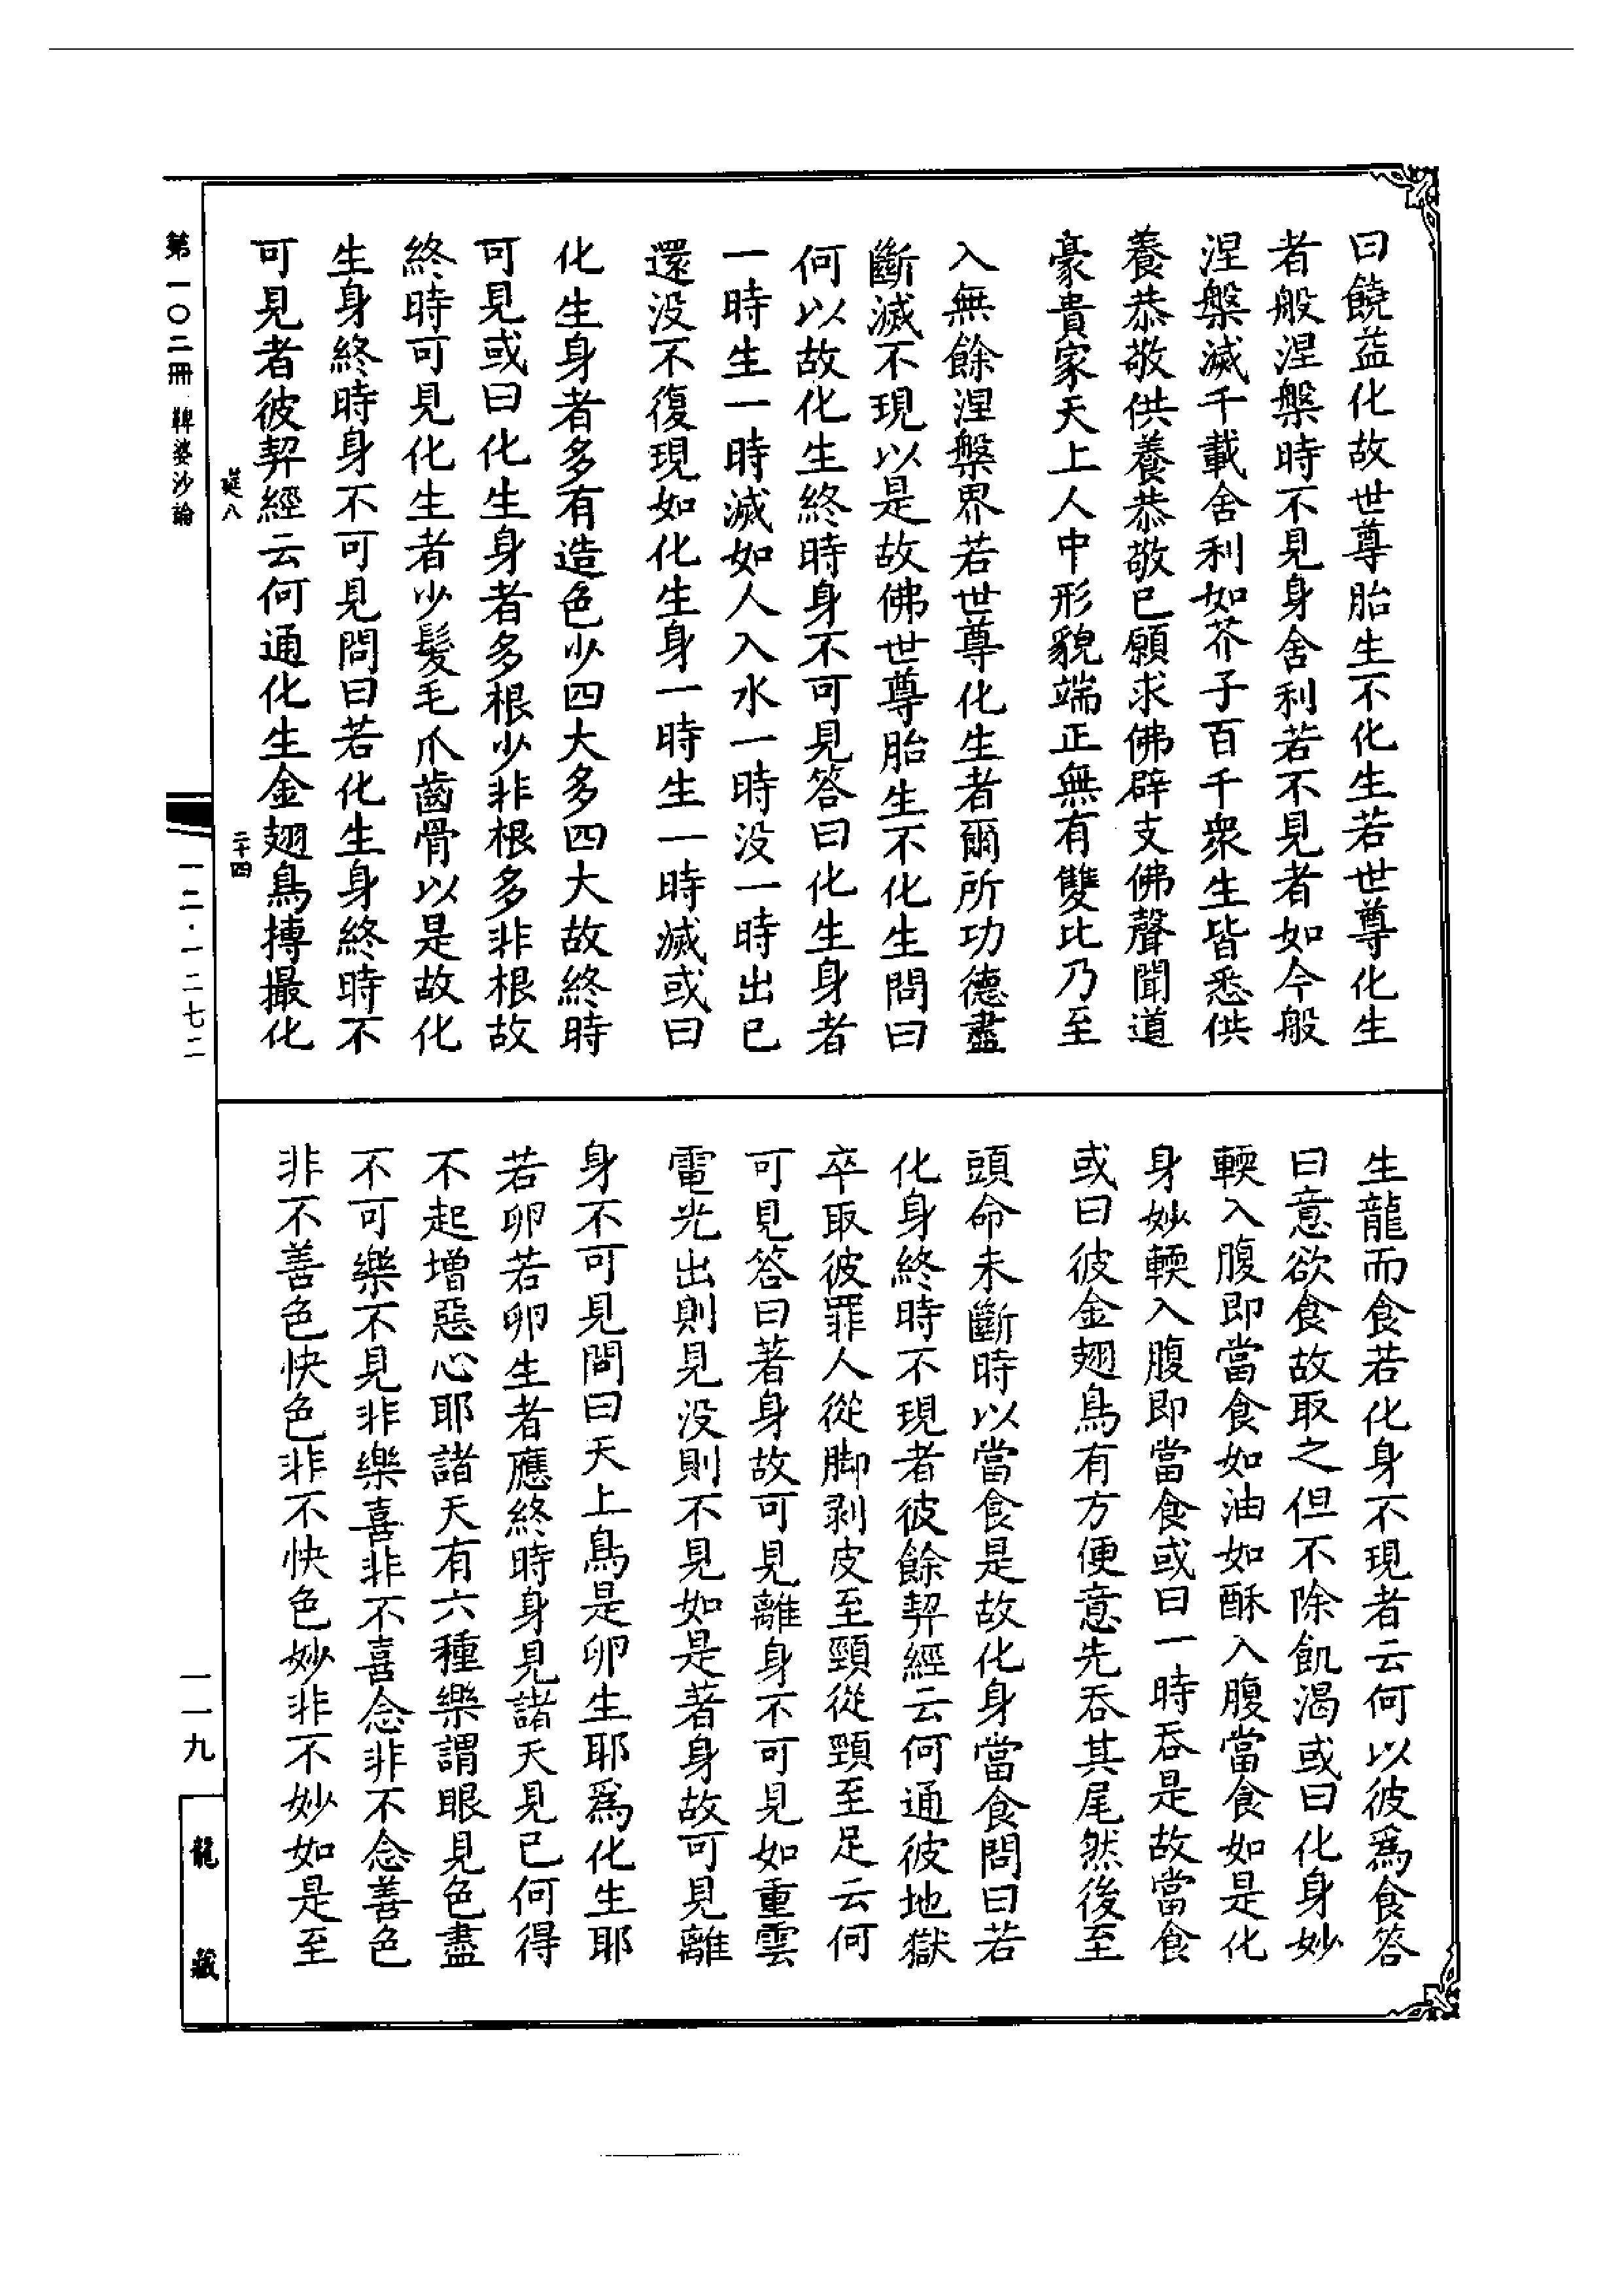 曰饒益化故世尊胎生不化生若世尊化生
者般涅槃時不見身舍利若不見者如今般
涅槃滅千載舍利如芥子百千衆生皆悉供
養恭敬供養恭敬已願求佛辟支佛聲聞道
豪貴家天上人中形貌端正無有雙比乃至
入無餘涅槃界若世尊化生者爾所功德盡
斷滅不現以是故佛世尊胎生不化生問曰
何以故化生終時身不可見答曰化生身者
一時生一時滅如人入水一時没一時出已
還没不復現如化生身一時生一時滅或曰
化生身者多有造色少四大多四大故終時
可見或曰化生身者多根少非根多非根故
終時可見化生者少髮毛爪齒骨以是故化
生身終時身不可見問曰若化生身終時不
可見者彼契經云何通化生金翅鳥搏撮化
生龍而食若化身不現者云何以彼爲食答
曰意欲食故取之但不除飢渴或曰化身妙
輭入腹即當食如油如酥入腹當食如是化
身妙輭入腹即當食或曰一時吞是故當食
或曰彼金翅鳥有方便意先吞其尾然後至
頭命未斷時以當食是故化身當食問曰若
化身終時不現者彼餘契經云何通彼地獄
卒取彼罪人從脚剥皮至頸從頸至足云何
可見答曰著身故可見離身不可見如重雲
電光出則見没則不見如是著身故可見離
身不可見問曰天上鳥是卵生耶爲化生耶
若卵若卵生者應終時身見諸天見已何得
不起增惡心耶諸天有六種樂謂眼見色盡
不可樂不見非樂喜非不喜念非不念善色
非不善色快色非不快色妙非不妙如是至
第一〇二冊 鞞婆沙論
莚八
二十四
一二·一二七二
一一九
龍藏